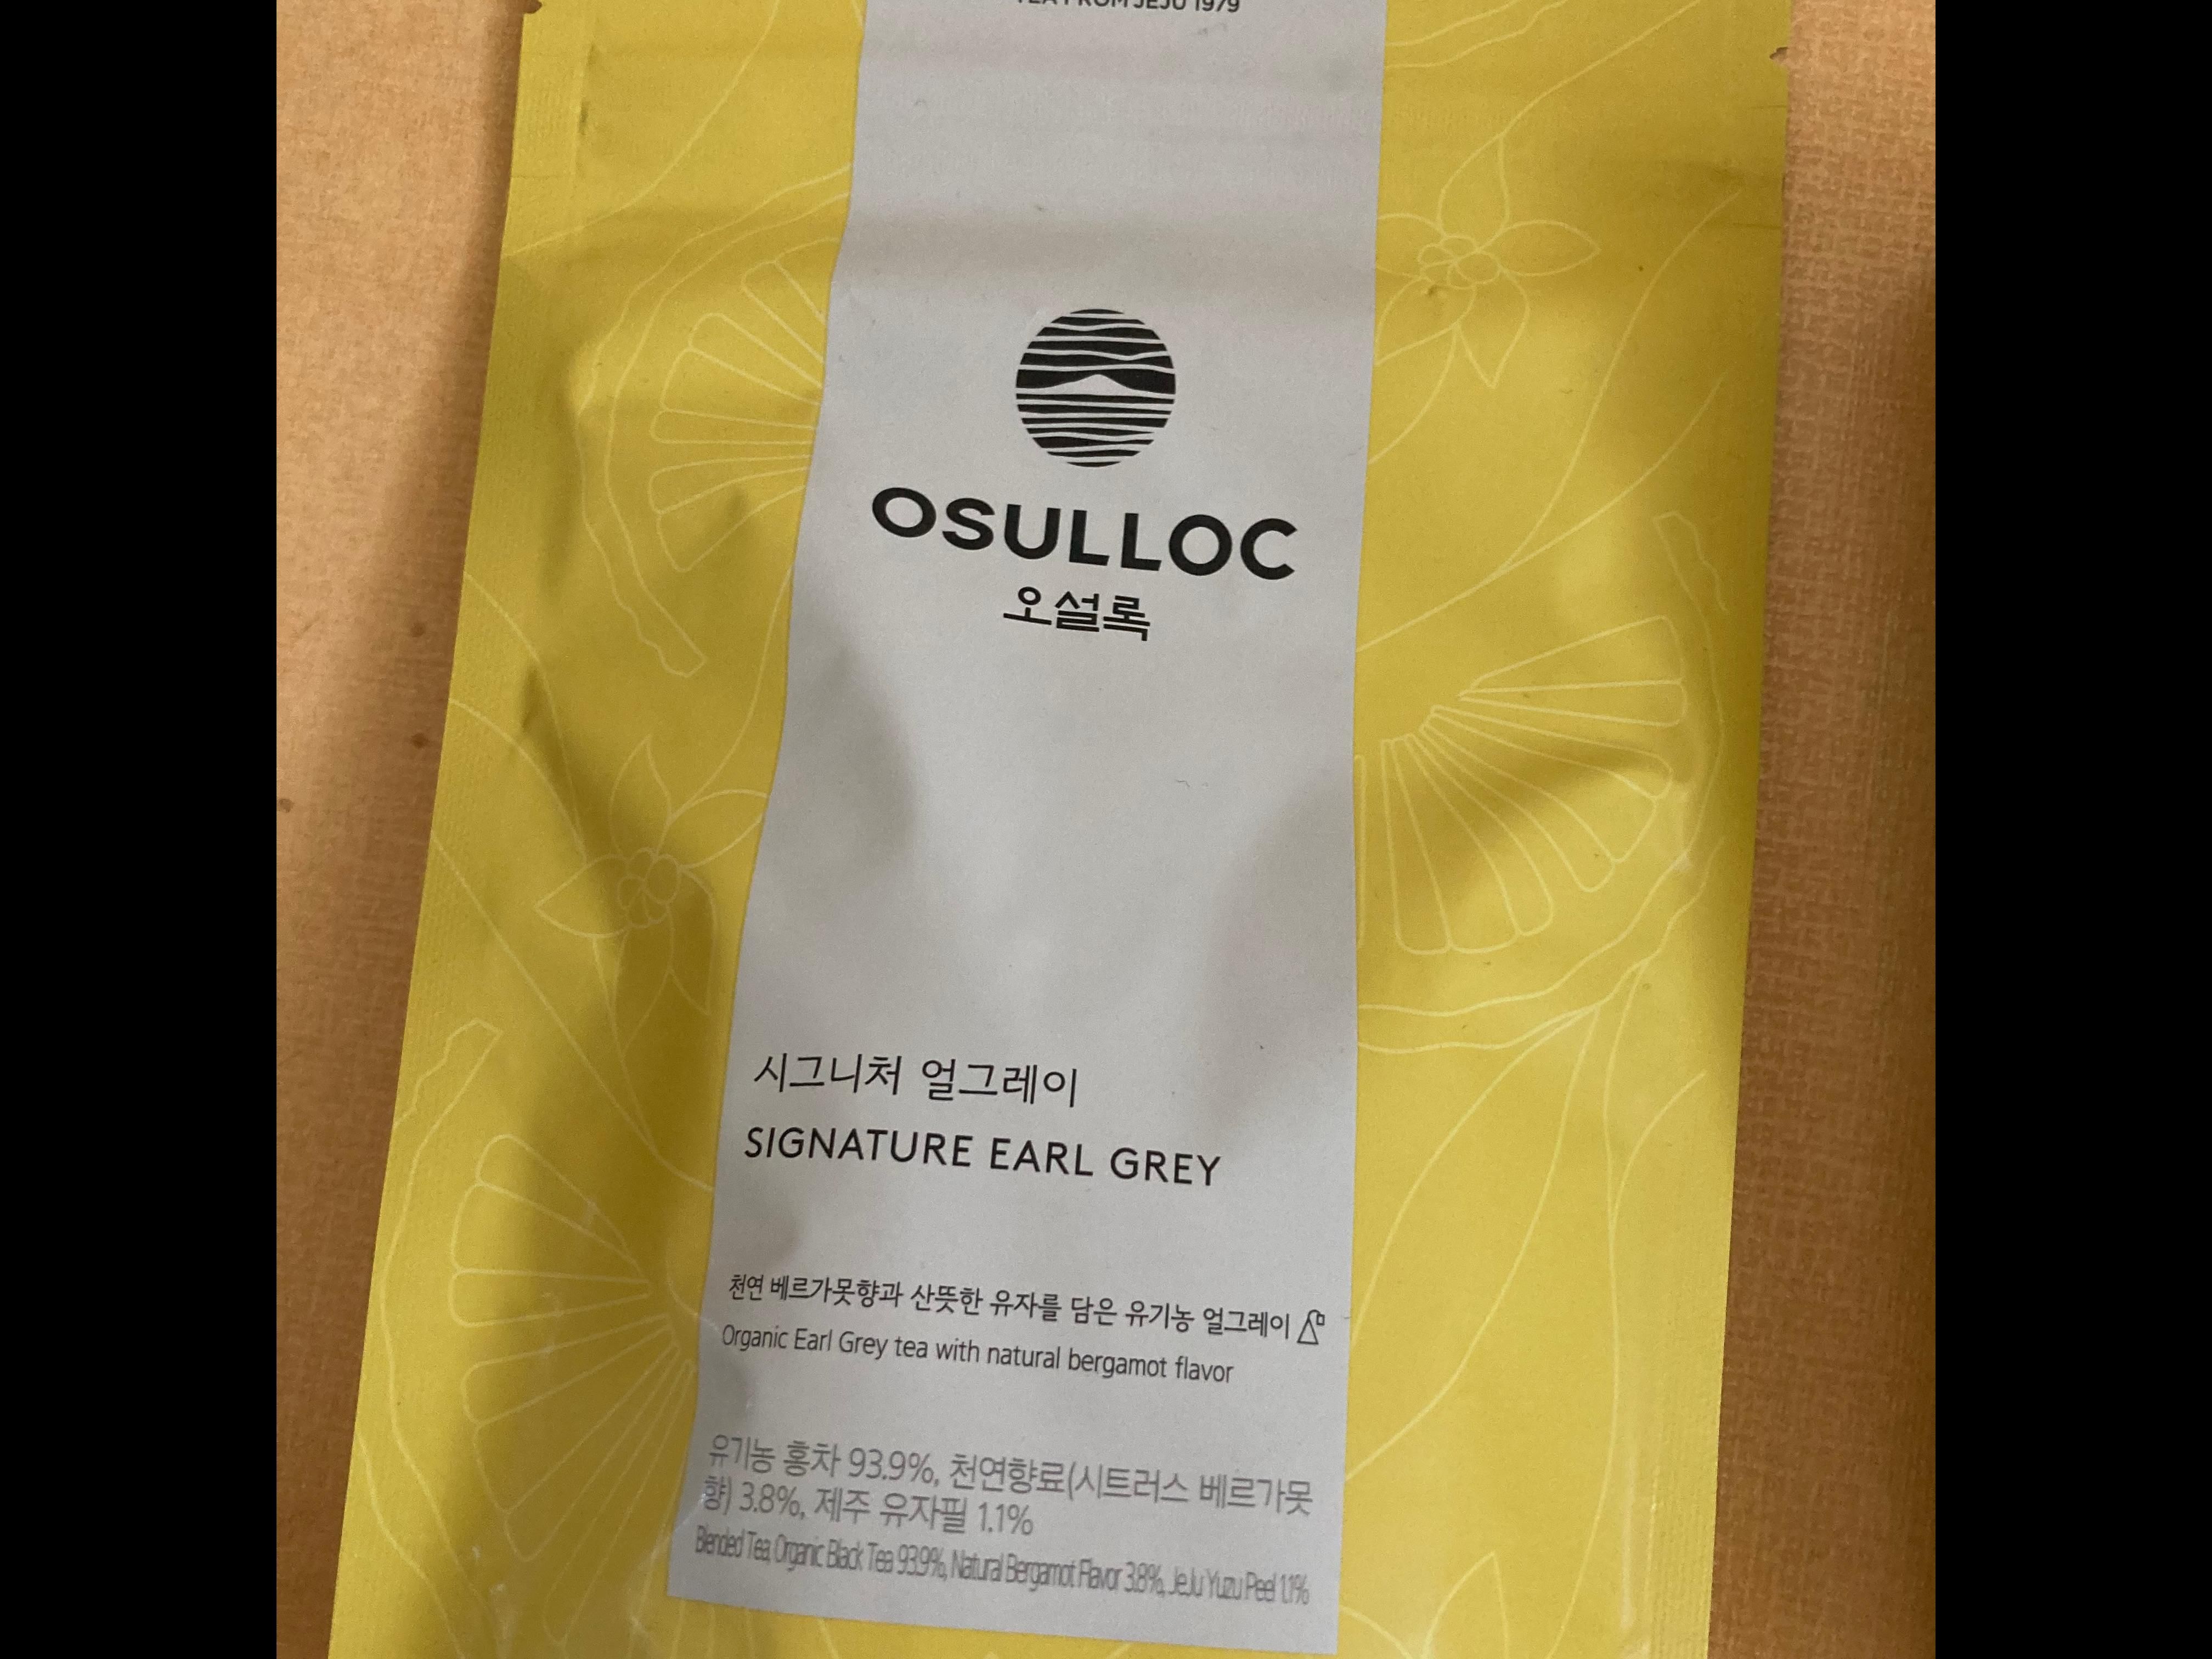 TEA FROM JEJU 1979
OSULLOC
오설록
시그니처 얼그레이
SIGNATURE EARL GREY
천연 베르가못향과 산뜻한 유자를 담은 유기농 얼그레이
Organic Earl Grey tea with natural bergamot flavor
유기농 홍차 93.9%, 천연향료(시트러스 베르가못
향) 3.8%, 제주 유자필 1.1%
Blended Tea, Organic Black Tea 93.9%, Natural Bergamot Flavor 3.8%, JeJu Yuzu Peel 1.1%